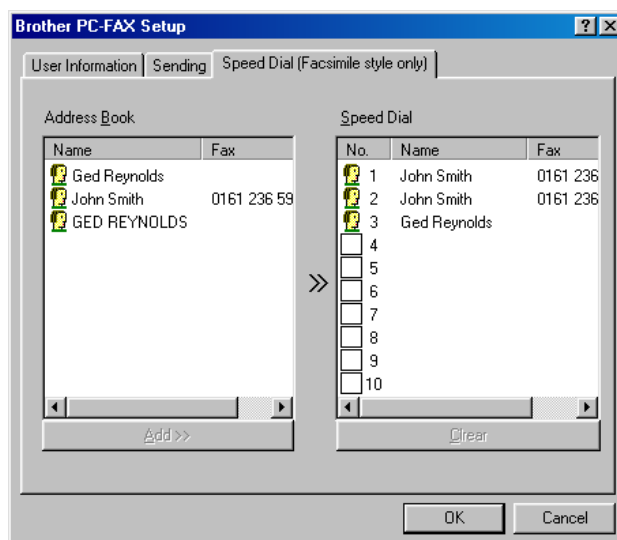 Brother PC-FAX Setup
User Information Sending Speed Dial (Facsimile style only)
Address Book
Name Fax
Ged Reynolds
John Smith 0161 236 59
GED REYNOLDS
Add >>
>>
Speed Dial
No. Name Fax
1 John Smith 0161 236
2 John Smith 0161 236
3 Ged Reynolds
4
5
6
7
8
9
10
Clrear
OK Cancel